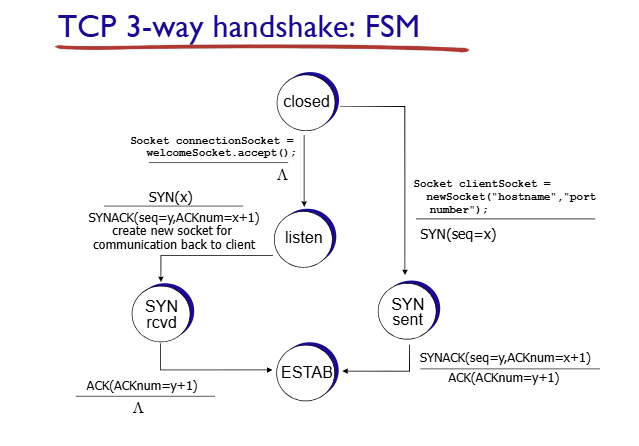 TCP 3-way handshake: FSM
closed
Socket connectionSocket =
welcomeSocket.accept();
Λ
Socket clientSocket =
newSocket("hostname","port
number");
SYN(seq=x)
SYN(x)
SYNACK(seq=y,ACKnum=x+1)
create new socket for
communication back to client
listen
SYN
rcvd
SYN
sent
ESTAB
SYNACK(seq=y,ACKnum=x+1)
ACK(ACKnum=y+1)
ACK(ACKnum=y+1)
Λ